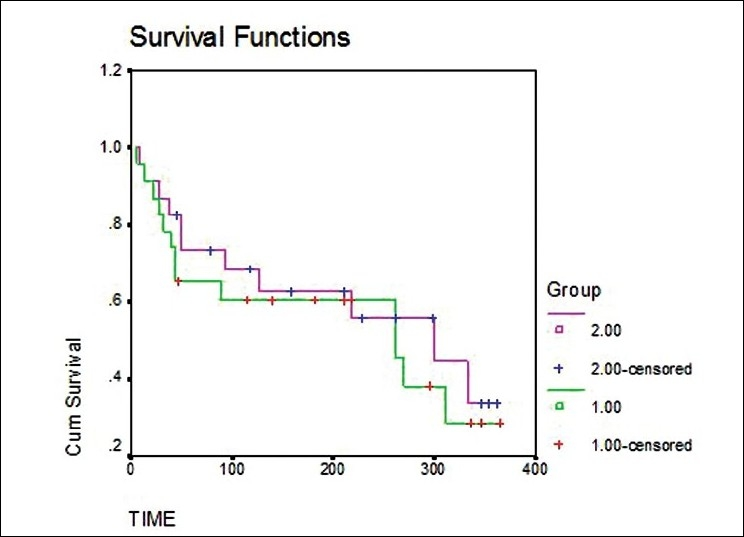 Survival Functions
1.2
1.0
.8
.6
.4
.2
Cum Survival
0
100
200
300
400
TIME
Group
2.00
2.00-censored
1.00
1.00-censored